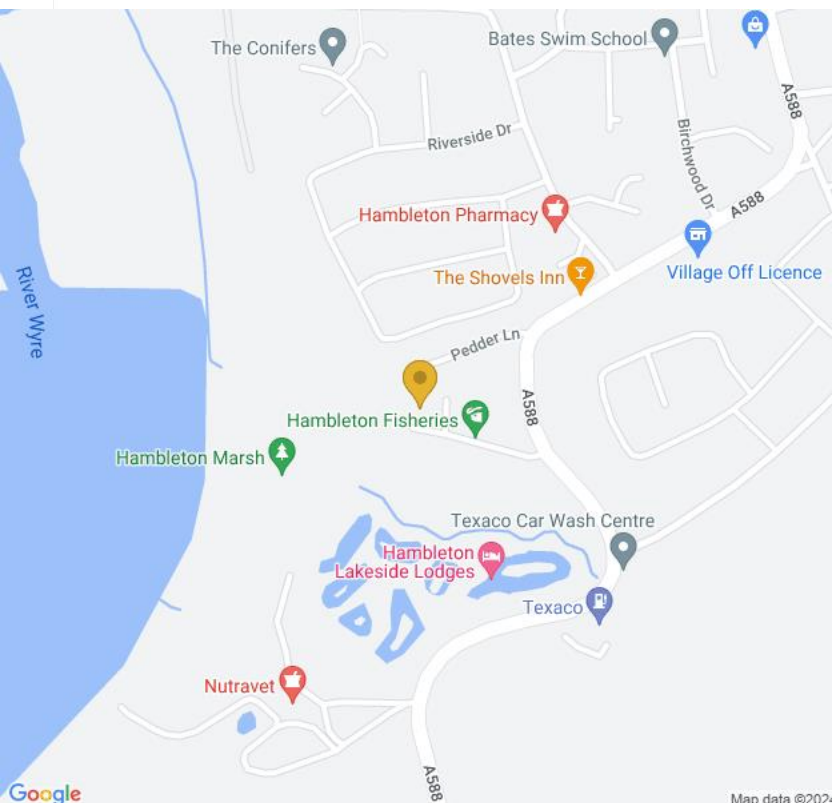 The Conifers
Bates Swim School
A588
Riverside Dr
Birchwood Dr
A588
Hambleton Pharmacy
River Wyre
The Shovels Inn
Village Off Licence
Pedder Ln
A588
Hambleton Fisheries
Hambleton Marsh
Texaco Car Wash Centre
Hambleton
Lakeside Lodges
Texaco
Nutravet
A588
Google
Map data ©2024